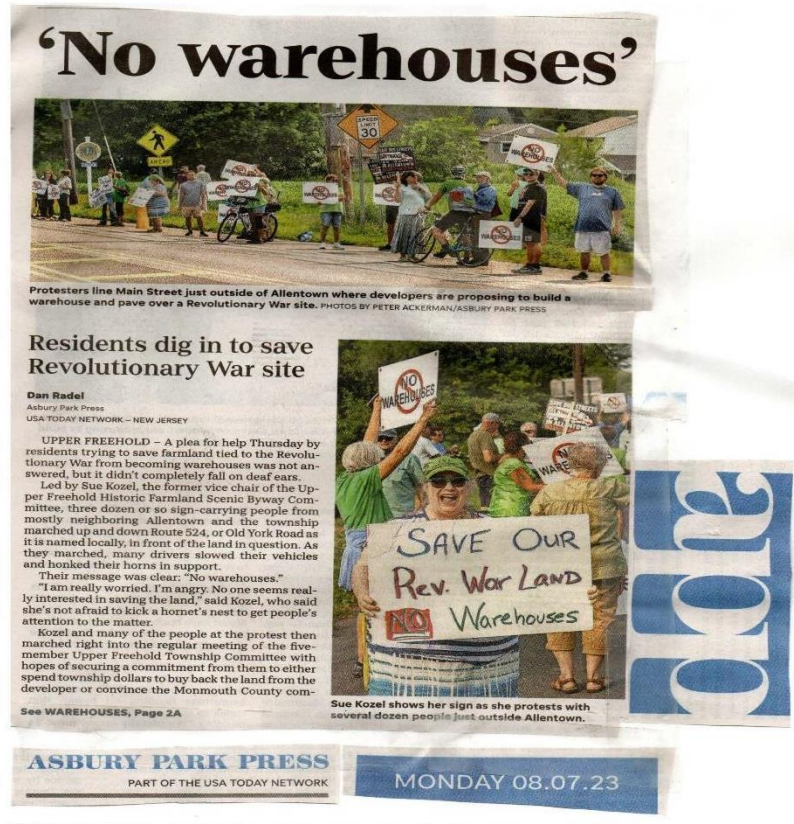 ‘No warehouses’
AHEAD
SPEED
LIMIT
30
NO
WAREHOUSES
Protesters line Main Street just outside of Allentown where developers are proposing to build a
warehouse and pave over a Revolutionary War site. PHOTOS BY PETER ACKERMAN/ASBURY PARK PRESS
Residents dig in to save
Revolutionary War site
Dan Radel
Asbury Park Press
USA TODAY NETWORK – NEW JERSEY
UPPER FREEHOLD – A plea for help Thursday by
residents trying to save farmland tied to the Revolu-
tionary War from becoming warehouses was not an-
swered, but it didn’t completely fall on deaf ears.
Led by Sue Kozel, the former vice chair of the Up-
per Freehold Historic Farmland Scenic Byway Com-
mittee, three dozen or so sign-carrying people from
mostly neighboring Allentown and the township
marched up and down Route 524, or Old York Road as
it is named locally, in front of the land in question. As
they marched, many drivers slowed their vehicles
and honked their horns in support.
Their message was clear: “No warehouses.”
“I am really worried. I’m angry. No one seems real-
ly interested in saving the land,” said Kozel, who said
she’s not afraid to kick a hornet’s nest to get people’s
attention to the matter.
Kozel and many of the people at the protest then
marched right into the regular meeting of the five-
member Upper Freehold Township Committee with
hopes of securing a commitment from them to either
spend township dollars to buy back the land from the
developer or convince the Monmouth County com-
See WAREHOUSES, Page 2A
NO
WAREHOUSES
SAVE OUR
Rev. War LAND
NO Warehouses
Sue Kozel shows her sign as she protests with
several dozen people just outside Allentown.
app
ASBURY PARK PRESS
PART OF THE USA TODAY NETWORK
MONDAY 08.07.23